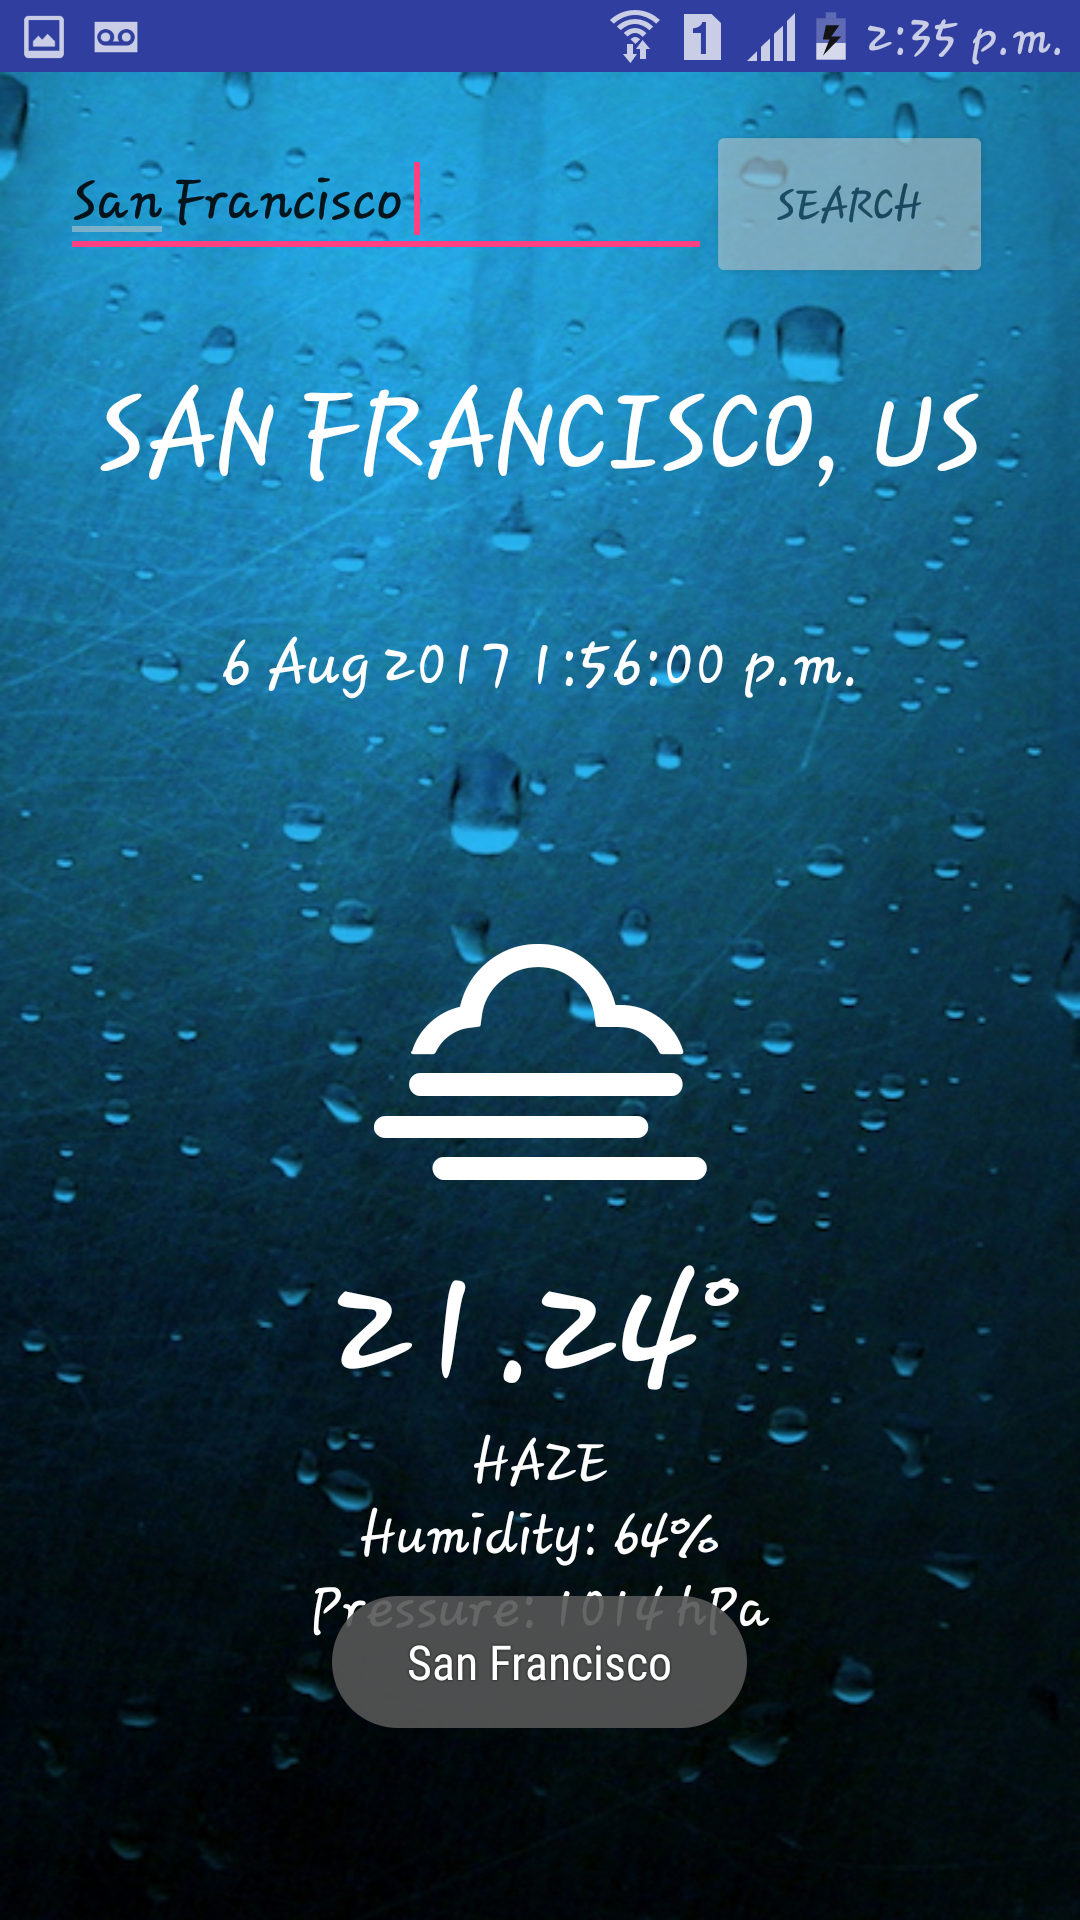 1 2:35 p.m.
San Francisco
SEARCH
SAN FRANCISCO, US
6 Aug 2017 1:56:00 p.m.
21.24°
HAZE
Humidity: 64%
Pressure: 1014 hPa
San Francisco